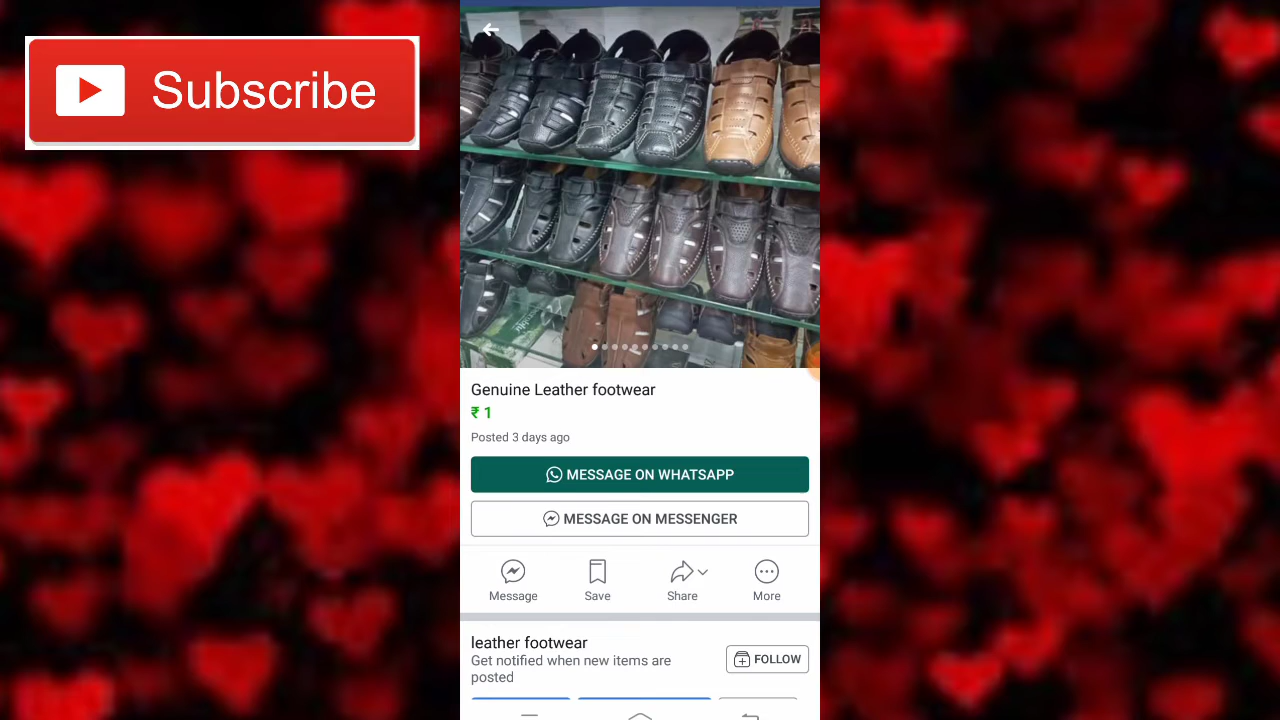 Subscribe
Genuine Leather footwear
₹ 1
Posted 3 days ago
MESSAGE ON WHATSAPP
MESSAGE ON MESSENGER
Message
Save
Share
More
leather footwear
Get notified when new items are
posted
FOLLOW